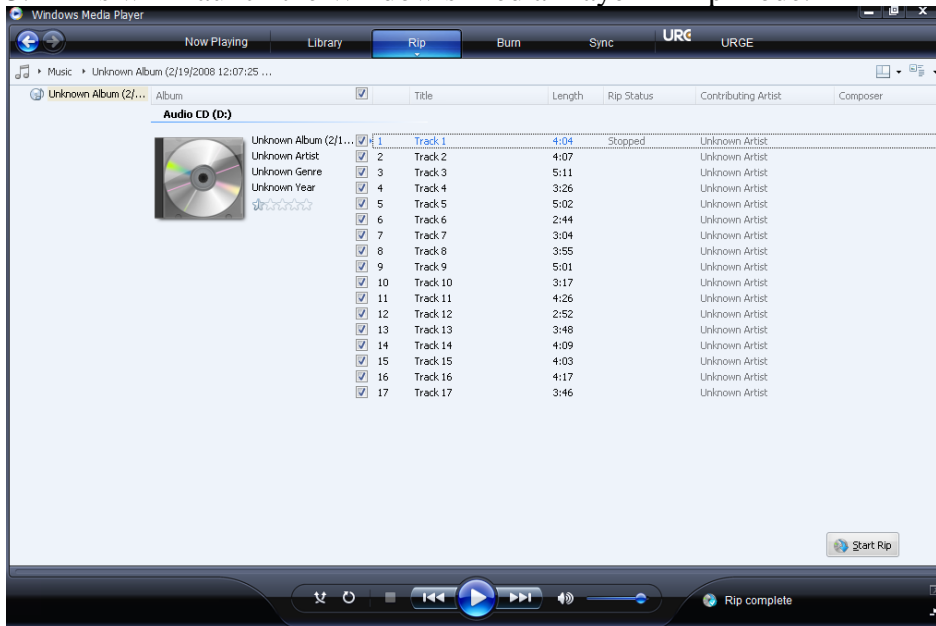 Windows Media Player
Now Playing Library Rip Burn Sync URGE URGE
Music Unknown Album (2/19/2008 12:07:25 ...
Unknown Album (2/... Album Title Length Rip Status Contributing Artist Composer
Audio CD (D:)
Unknown Album (2/1... 1 Track 1 4:04 Stopped Unknown Artist
Unknown Artist 2 Track 2 4:07 Unknown Artist
Unknown Genre 3 Track 3 5:11 Unknown Artist
Unknown Year 4 Track 4 3:26 Unknown Artist
5 Track 5 5:02 Unknown Artist
6 Track 6 2:44 Unknown Artist
7 Track 7 3:04 Unknown Artist
8 Track 8 3:55 Unknown Artist
9 Track 9 5:01 Unknown Artist
10 Track 10 3:17 Unknown Artist
11 Track 11 4:26 Unknown Artist
12 Track 12 2:52 Unknown Artist
13 Track 13 3:48 Unknown Artist
14 Track 14 4:09 Unknown Artist
15 Track 15 4:03 Unknown Artist
16 Track 16 4:17 Unknown Artist
17 Track 17 3:46 Unknown Artist
Start Rip
Rip complete